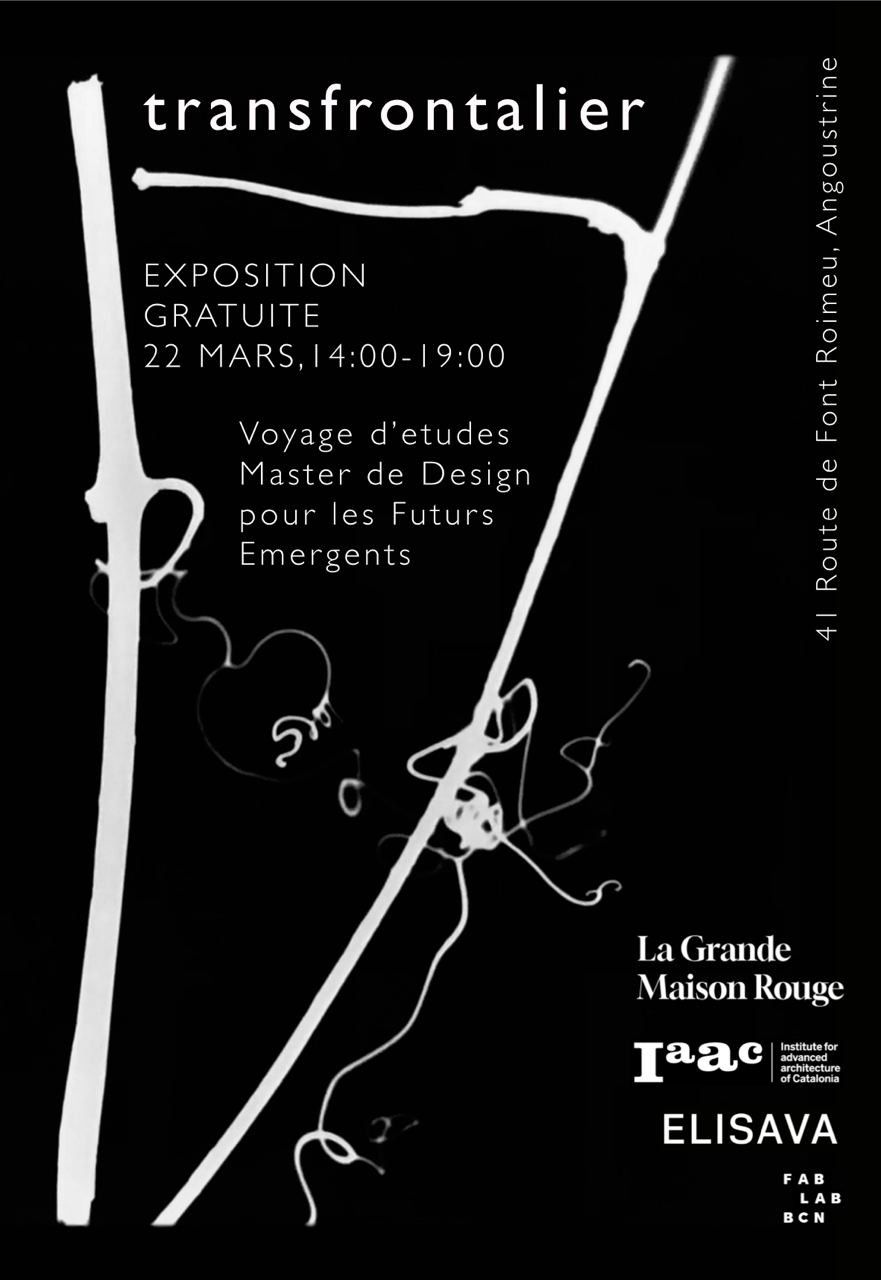 transfrontalier
EXPOSITION
GRATUITE
22 MARS,14:00-19:00
Voyage d'etudes
Master de Design
pour les Futurs
Emergents
41 Route de Font Roimeu, Angoustrine
La Grande
Maison Rouge
Iaac
Institute for
advanced
architecture
of Catalonia
ELISAVA
FAB
LAB
BCN